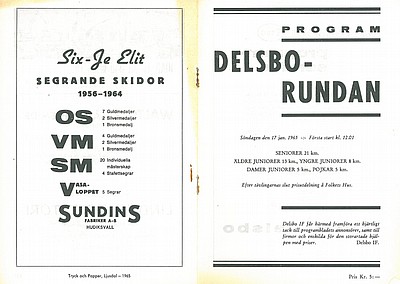 Six-Je Elit
SEGRANDE SKIDOR
1956–1964
OS
7 Guldmedaljer
2 Silvermedaljer
1 Bronsmedalj
VM
4 Guldmedaljer
2 Silvermedaljer
1 Bronsmedalj
SM
20 Individuella
mästerskap
4 Stafettsegrar
VASA-
LOPPET
5 Segrar
SUNDINS
FABRIKER A-B
HUDIKSVALL
Tryck och Papper, Ljusdal – 1965
PROGRAM
DELSBO-
RUNDAN
Söndagen den 17 jan. 1965 — Första start kl. 12.01
SENIORER 21 km.
ÄLDRE JUNIORER 15 km, YNGRE JUNIORER 8 km.
DAMER JUNIORER 5 km, POJKAR 5 km.
Efter tävlingarnas slut prisutdelning å Folkets Hus.
Delsbo IF får härmed framföra ett hjärtligt
tack till programbladets annonsörer, samt till
firmor och enskilda för den storartade hjäl-
pen med priser. Delsbo IF.
Pris Kr. 5:—